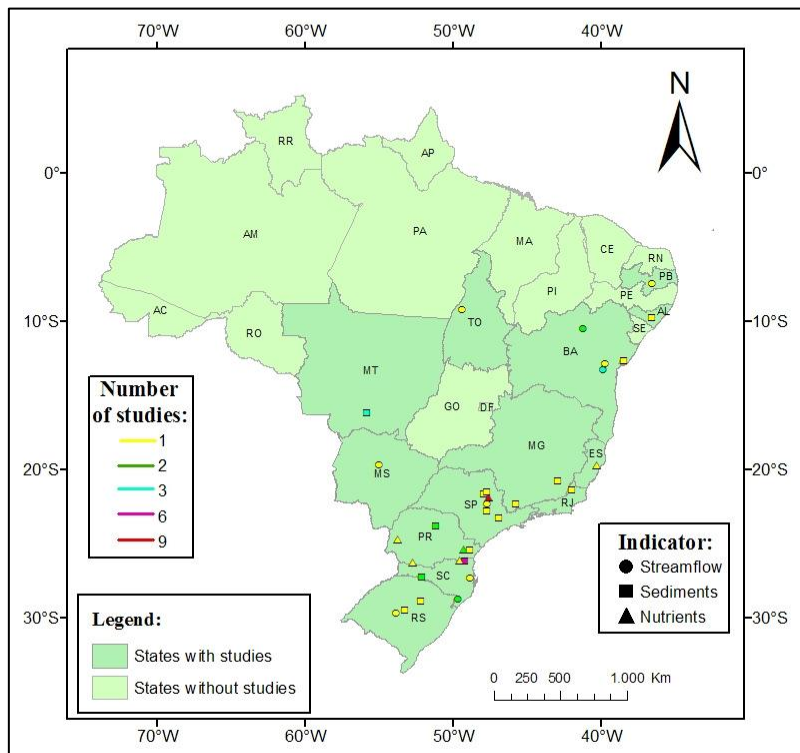 70°W 60°W 50°W 40°W
N
RR
AP
0° 0°
AM
PA
MA
CE
RN
PB
PI
PE
AC
AL
TO
SE
10°S 10°S
RO
BA
MT
Number
of studies:
GO
DF
1
MG
2
ES
3
20°S 20°S
MS
6
SP
RJ
9
PR
Indicator:
Streamflow
SC
Sediments
Legend:
Nutrients
30°S 30°S
RS
States with studies
0 250 500 1.000 Km
States without studies
70°W 60°W 50°W 40°W